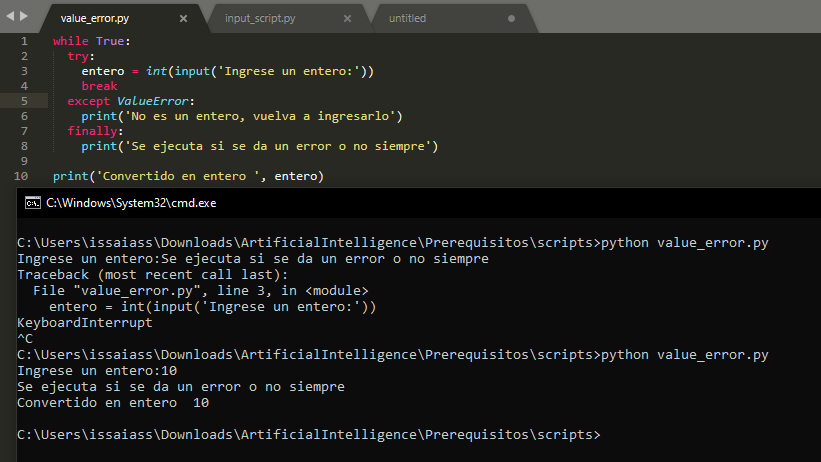 value_error.py × input_script.py × untitled
1 while True:
2 try:
3 entero = int(input('Ingrese un entero:'))
4 break
5 except ValueError:
6 print('No es un entero, vuelva a ingresarlo')
7 finally:
8 print('Se ejecuta si se da un error o no siempre')
9
10 print('Convertido en entero ', entero)
C:\Windows\System32\cmd.exe
C:\Users\issaiass\Downloads\ArtificialIntelligence\Prerequisitos\scripts>python value_error.py
Ingrese un entero:Se ejecuta si se da un error o no siempre
Traceback (most recent call last):
File "value_error.py", line 3, in <module>
entero = int(input('Ingrese un entero:'))
KeyboardInterrupt
^C
C:\Users\issaiass\Downloads\ArtificialIntelligence\Prerequisitos\scripts>python value_error.py
Ingrese un entero:10
Se ejecuta si se da un error o no siempre
Convertido en entero  10
C:\Users\issaiass\Downloads\ArtificialIntelligence\Prerequisitos\scripts>